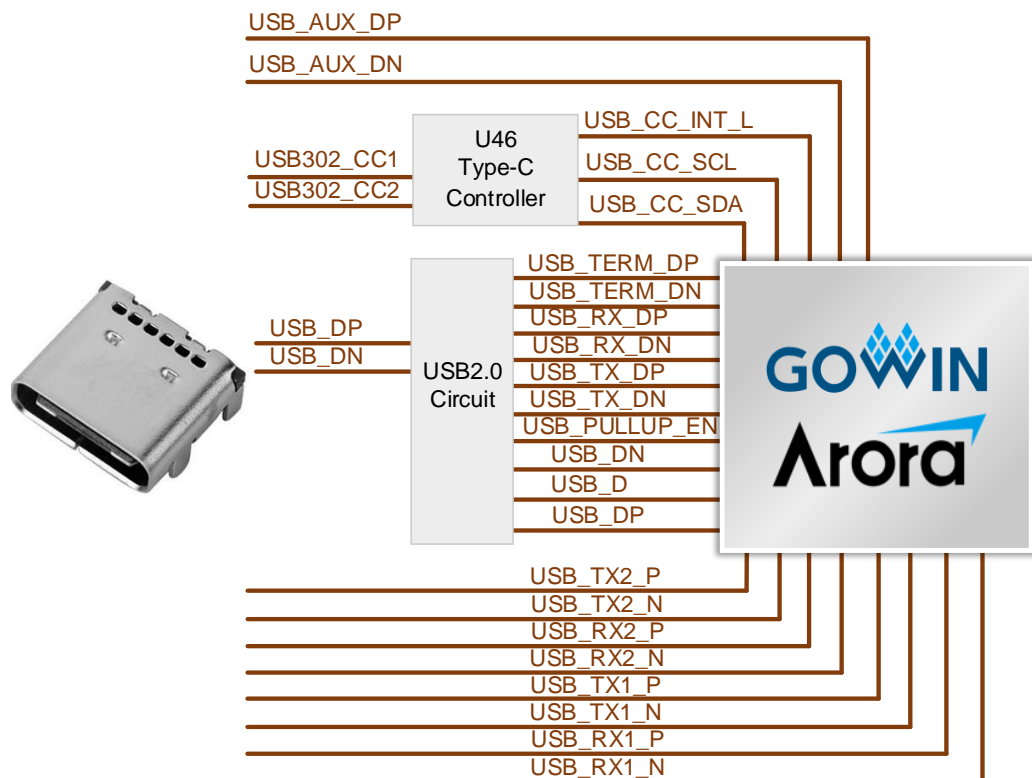 USB_AUX_DP
USB_AUX_DN
U46
Type-C
Controller
USB302_CC1
USB302_CC2
USB_CC_INT_L
USB_CC_SCL
USB_CC_SDA
USB_DP
USB_DN
USB2.0
Circuit
USB_TERM_DP
USB_TERM_DN
USB_RX_DP
USB_RX_DN
USB_TX_DP
USB_TX_DN
USB_PULLUP_EN
USB_DN
USB_D
USB_DP
GOWIN
Arora
USB_TX2_P
USB_TX2_N
USB_RX2_P
USB_RX2_N
USB_TX1_P
USB_TX1_N
USB_RX1_P
USB_RX1_N